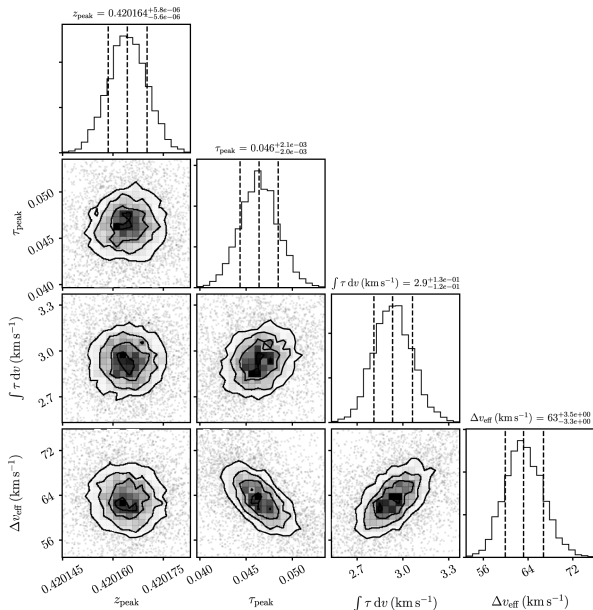 z_peak = 0.420164^{+5.8e−06}_{−5.6e−06}
τ_peak = 0.046^{+2.1e−03}_{−2.0e−03}
0.050
0.045
0.040
τ_peak
∫ τ dv (km s⁻¹) = 2.9^{+1.3e−01}_{−1.2e−01}
3.3
3.0
2.7
∫ τ dv (km s⁻¹)
Δv_eff (km s⁻¹) = 63^{+3.5e+00}_{−3.3e+00}
72
64
56
Δv_eff (km s⁻¹)
0.420145 0.420160 0.420175
z_peak
0.040 0.045 0.050
τ_peak
2.7 3.0 3.3
∫ τ dv (km s⁻¹)
56 64 72
Δv_eff (km s⁻¹)